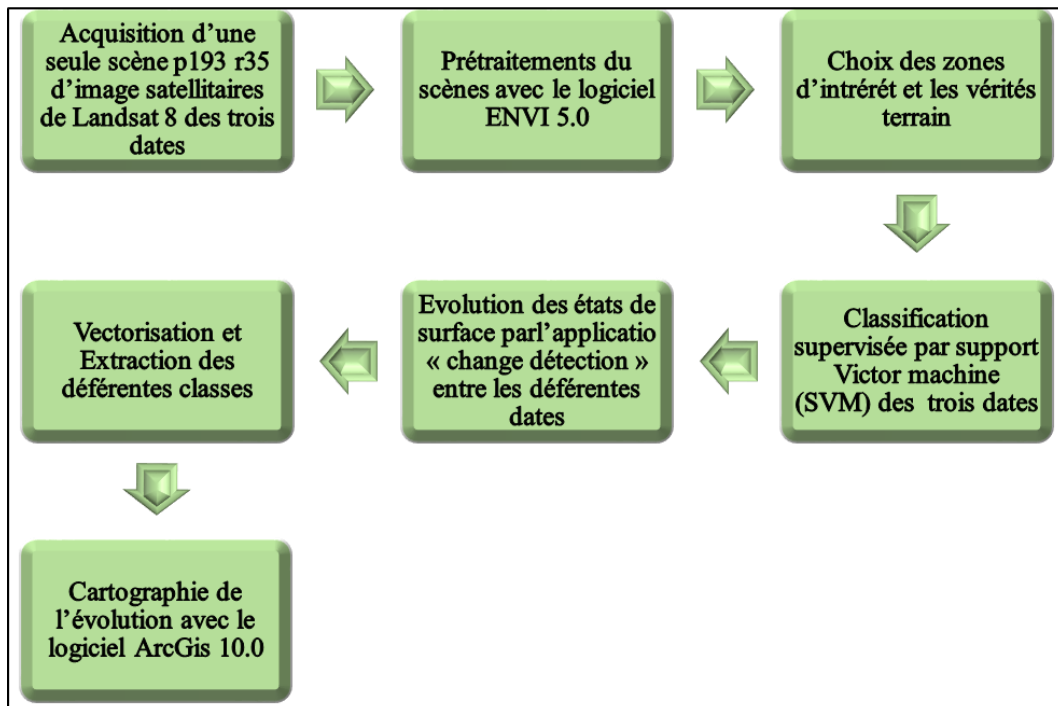 Acquisition d'une
seule scène p193 r35
d'image satellitaires
de Landsat 8 des trois
dates
Prétraitements du
scènes avec le logiciel
ENVI 5.0
Choix des zones
d'intrérét et les vérités
terrain
Classification
supervisée par support
Victor machine
(SVM) des trois dates
Evolution des états de
surface parl'applicatio
« change détection »
entre les déférentes
dates
Vectorisation et
Extraction des
déférentes classes
Cartographie de
l'évolution avec le
logiciel ArcGis 10.0